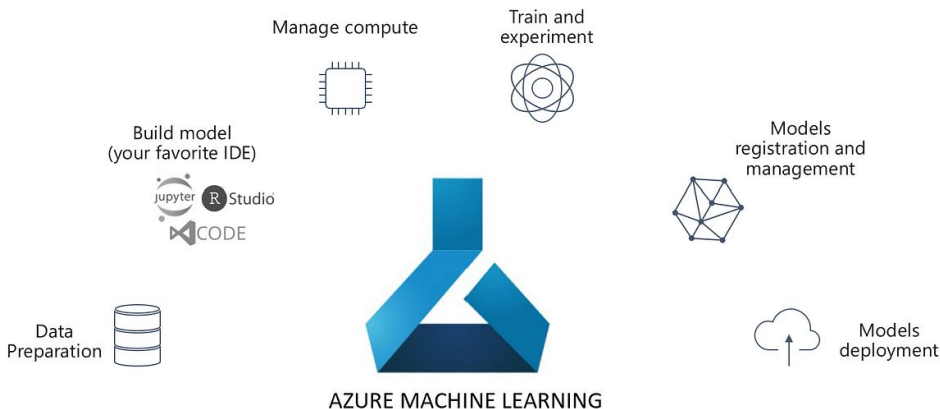 Manage compute
Train and
experiment
Build model
(your favorite IDE)
jupyter
R Studio
CODE
Models
registration and
management
Data
Preparation
Models
deployment
AZURE MACHINE LEARNING